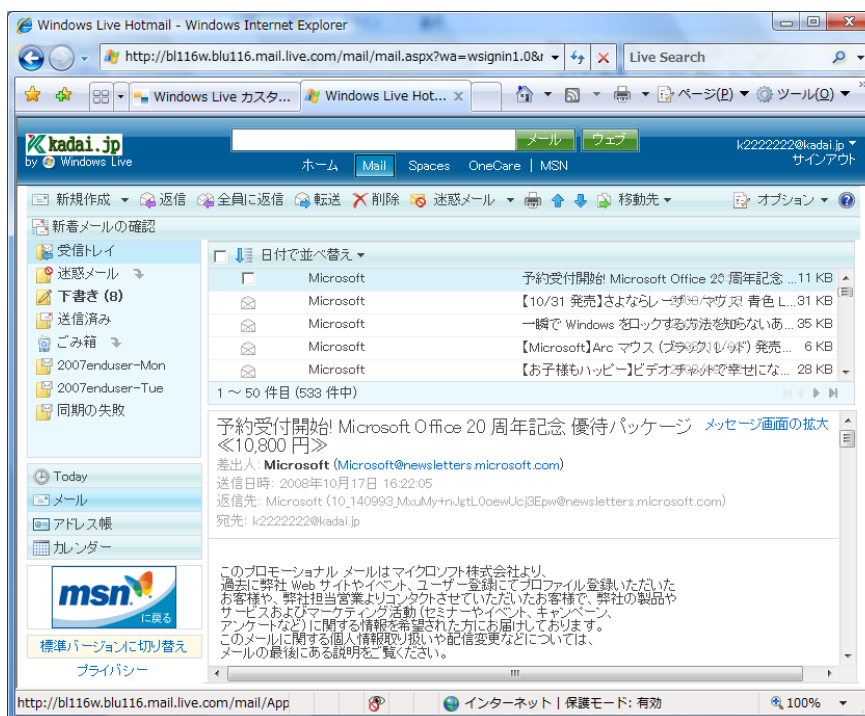 Windows Live Hotmail - Windows Internet Explorer
http://bl116w.blu116.mail.live.com/mail/mail.aspx?wa=wsignin1.0&r
Live Search
Windows Live カスタ...
Windows Live Hot...
ページ(P)
ツール(O)
kadai.jp
by Windows Live
メール
ウェブ
k2222222@kadai.jp
サインアウト
ホーム
Mail
Spaces
OneCare
MSN
新規作成
返信
全員に返信
転送
削除
迷惑メール
移動先
オプション
新着メールの確認
受信トレイ
迷惑メール
下書き (8)
送信済み
ごみ箱
2007enduser-Mon
2007enduser-Tue
同期の失敗
日付で並べ替え
Microsoft 予約受付開始! Microsoft Office 20 周年記念 ...11 KB
Microsoft 【10/31 発売】さよならレーザーマウス! 青色 L...31 KB
Microsoft 一瞬で Windows をロックする方法を知らないあ...35 KB
Microsoft 【Microsoft】Arc マウス (ブラック/レッド) 発売... 6 KB
Microsoft 【お子様もハッピー】ビデオチャットで幸せにな... 28 KB
1 ～ 50 件目 (533 件中)
予約受付開始! Microsoft Office 20 周年記念 優待パッケージ
メッセージ画面の拡大
≪10,800 円≫
差出人: Microsoft (Microsoft@newsletters.microsoft.com)
送信日時: 2008年10月17日 16:22:05
返信先: Microsoft (10_140993_MxuMy+nJgtL0oewUcj3Epw@newsletters.microsoft.com)
宛先: k2222222@kadai.jp
このプロモーショナル メールはマイクロソフト株式会社より、
過去に弊社 Web サイトやイベント、ユーザー登録にてプロファイル登録いただいた
お客様や、弊社担当営業よりコンタクトさせていただいたお客様で、弊社の製品や
サービスおよびマーケティング活動 (セミナーやイベント、キャンペーン、
アンケートなど) に関する情報を希望された方にお届けしております。
このメールに関する個人情報取り扱いや配信変更などについては、
メールの最後にある説明をご覧ください。
Today
メール
アドレス帳
カレンダー
msn
に戻る
標準バージョンに切り替え
プライバシー
http://bl116w.blu116.mail.live.com/mail/App
インターネット | 保護モード: 有効
100%